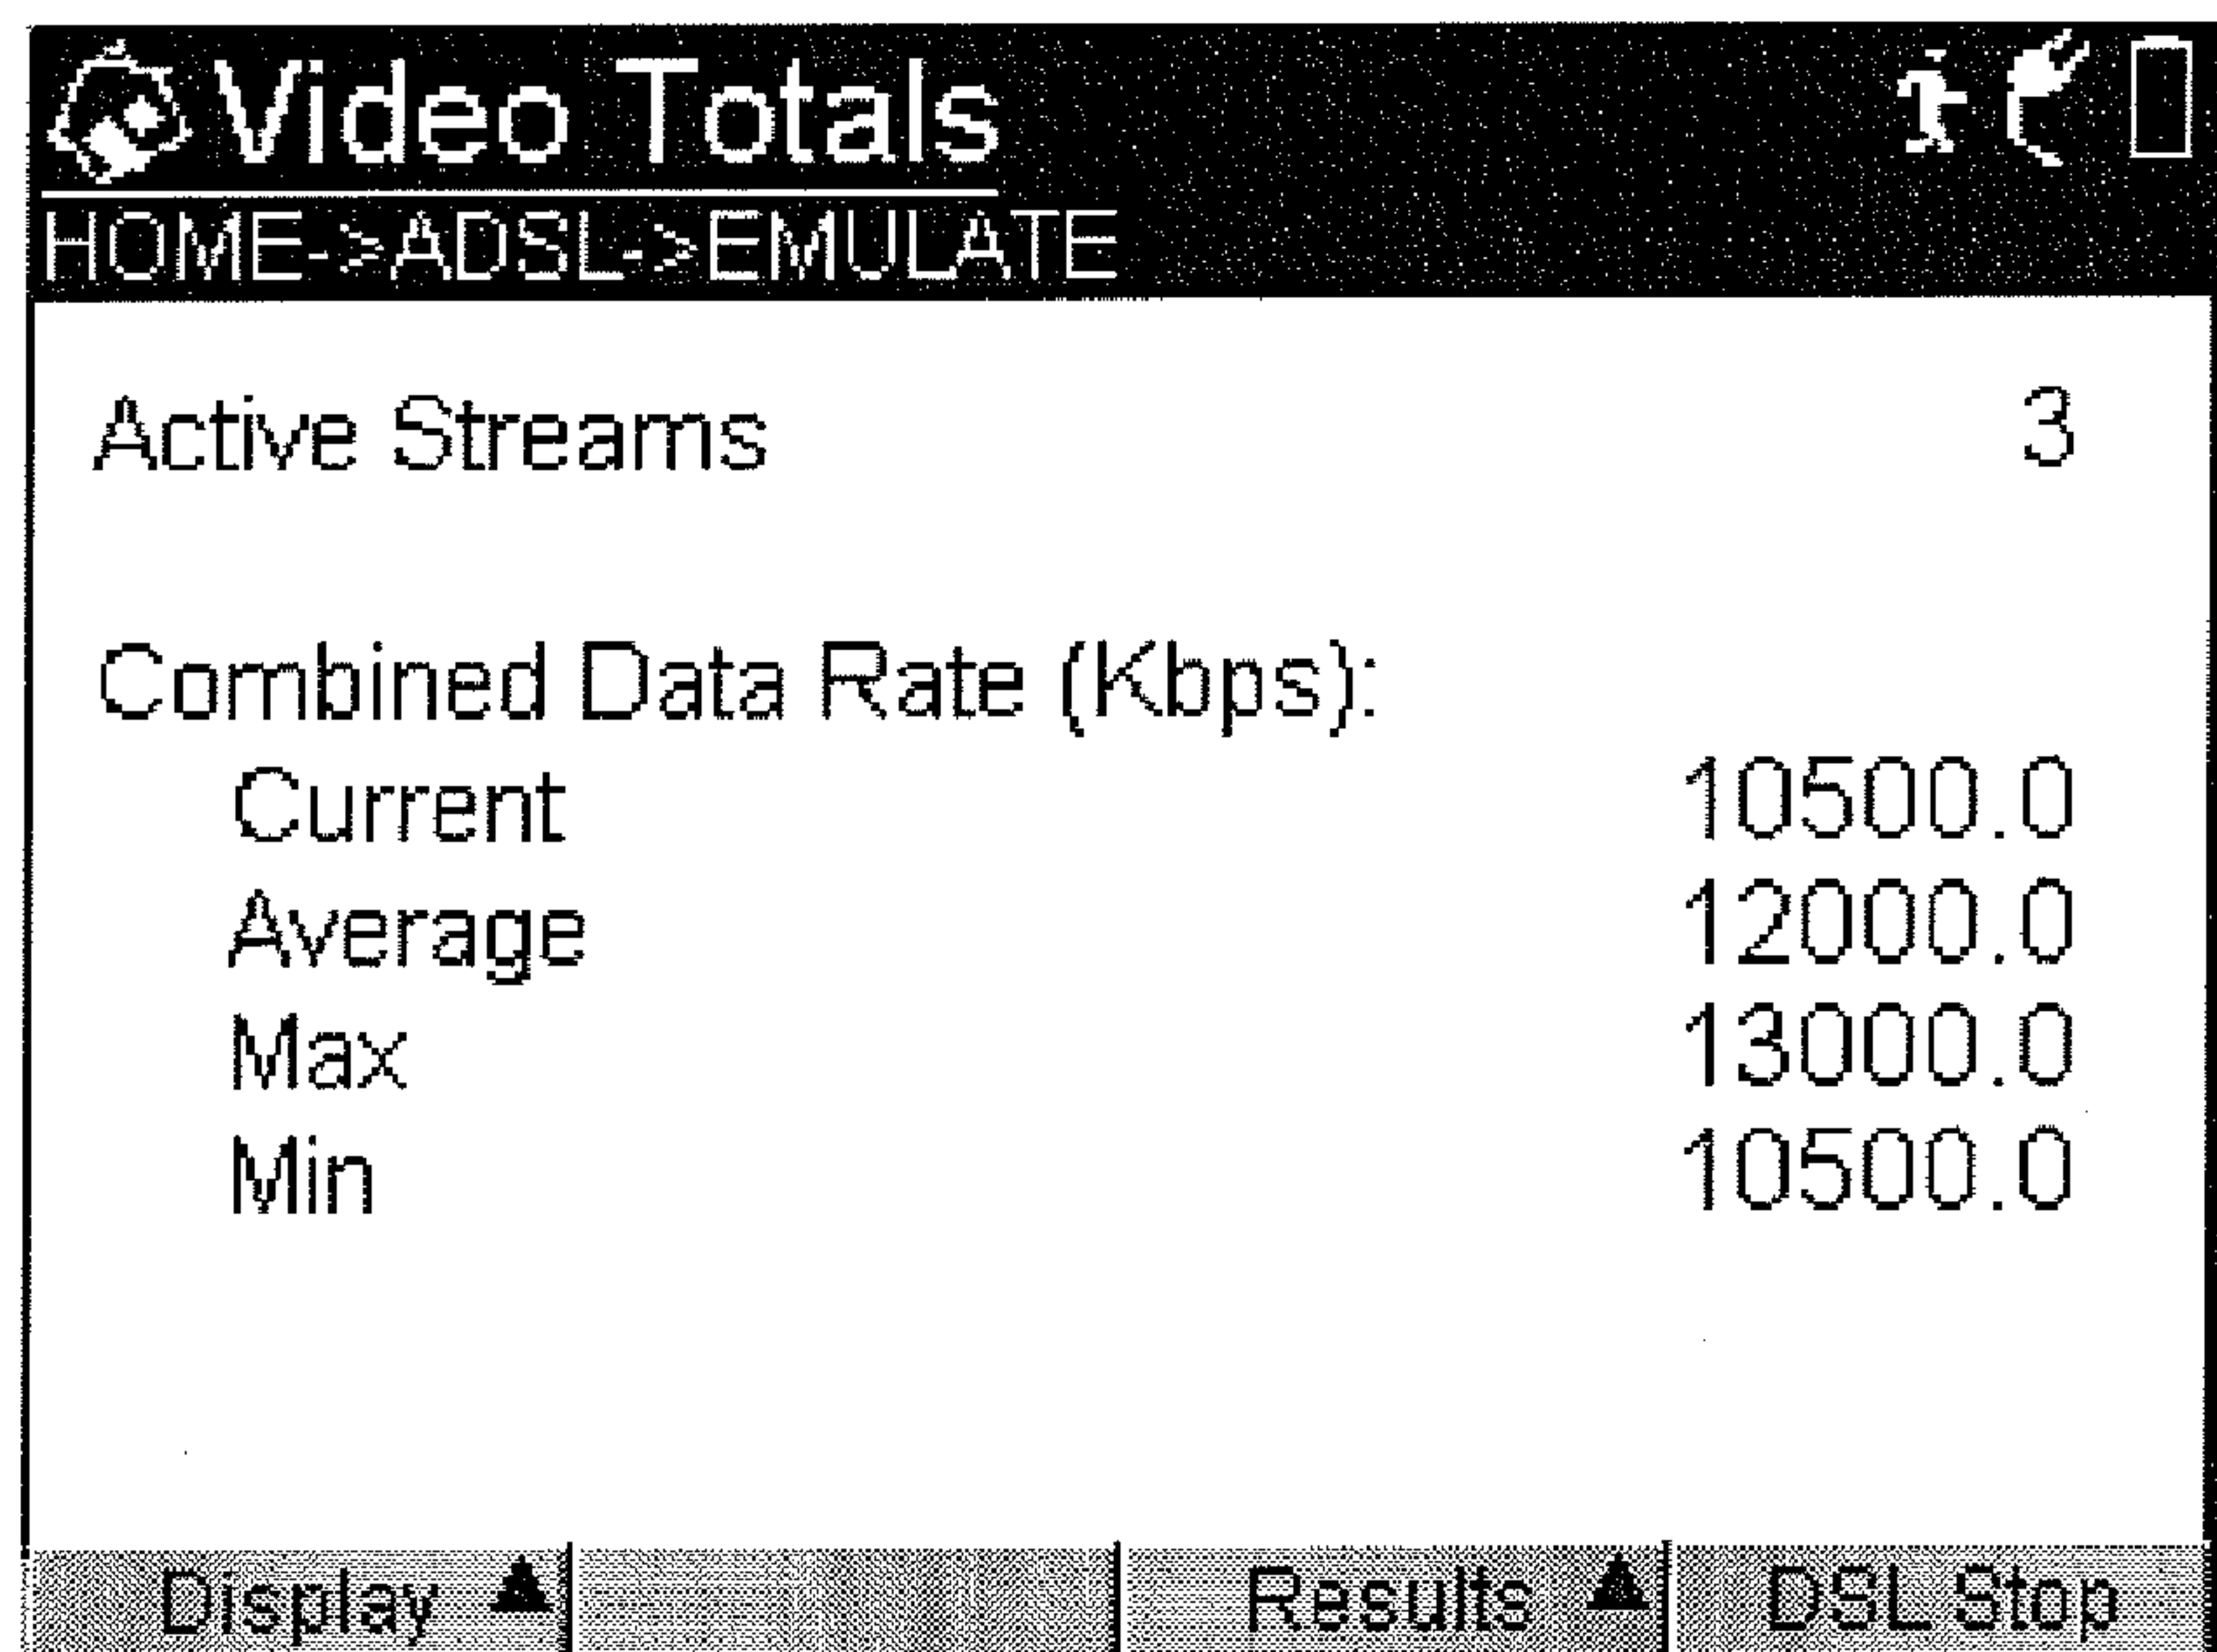 Video Totals
HOME->ADSL->EMULATE
Active Streams 3
Combined Data Rate (Kbps):
Current 10500.0
Average 12000.0
Max 13000.0
Min 10500.0
Display Results DSL Stop